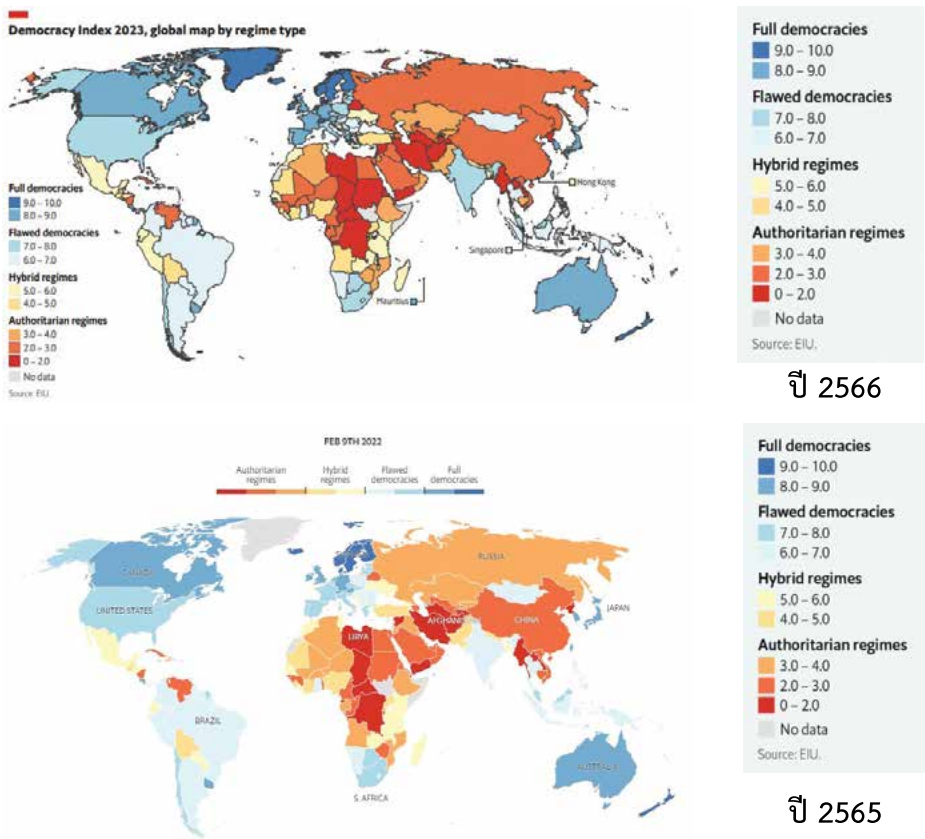 Democracy Index 2023, global map by regime type
Full democracies
9.0 – 10.0
8.0 – 9.0
Flawed democracies
7.0 – 8.0
6.0 – 7.0
Hybrid regimes
5.0 – 6.0
4.0 – 5.0
Authoritarian regimes
3.0 – 4.0
2.0 – 3.0
0 – 2.0
No data
Source: EIU.
Hong Kong
Singapore
Mauritius
Full democracies
9.0 – 10.0
8.0 – 9.0
Flawed democracies
7.0 – 8.0
6.0 – 7.0
Hybrid regimes
5.0 – 6.0
4.0 – 5.0
Authoritarian regimes
3.0 – 4.0
2.0 – 3.0
0 – 2.0
No data
Source: EIU.
ปี 2566
FEB 9TH 2022
Authoritarian
regimes
Hybrid
regimes
Flawed
democracies
Full
democracies
CANADA
UNITED STATES
BRAZIL
LIBYA
S. AFRICA
RUSSIA
AFGHAN
CHINA
JAPAN
AUSTRALIA
Full democracies
9.0 – 10.0
8.0 – 9.0
Flawed democracies
7.0 – 8.0
6.0 – 7.0
Hybrid regimes
5.0 – 6.0
4.0 – 5.0
Authoritarian regimes
3.0 – 4.0
2.0 – 3.0
0 – 2.0
No data
Source: EIU.
ปี 2565